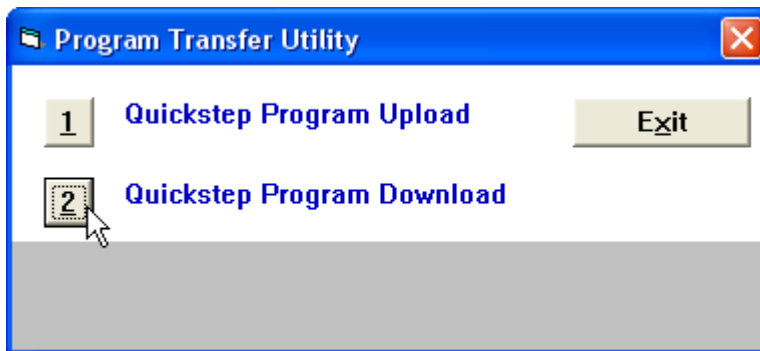 Program Transfer Utility
1 Quickstep Program Upload Exit
2 Quickstep Program Download